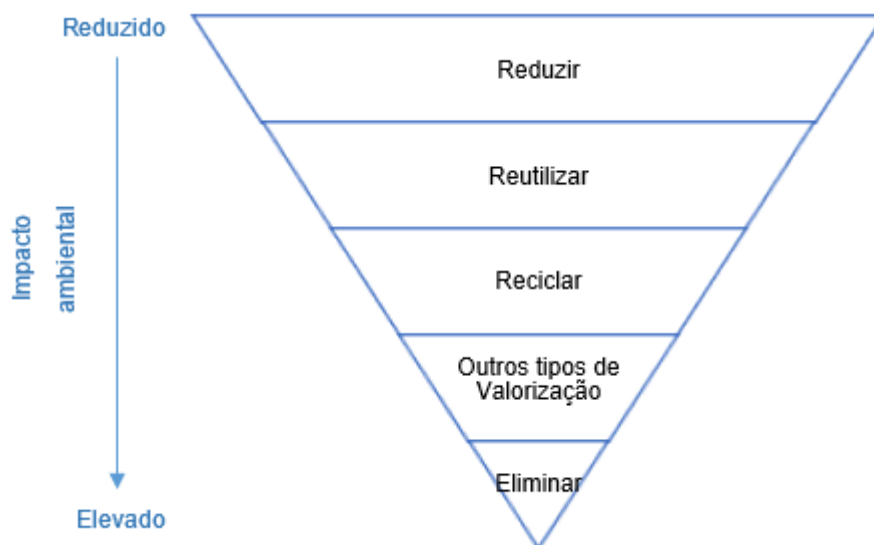 Reduzido
Reduzir
Reutilizar
Impacto
ambiental
Reciclar
Outros tipos de
Valorização
Eliminar
Elevado